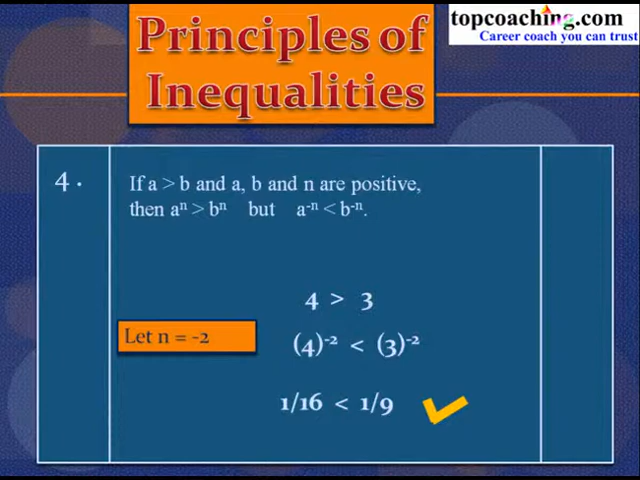 topcoaching.com
Career coach you can trust
Principles of
Inequalities
4. If a > b and a, b and n are positive,
then aⁿ > bⁿ but a⁻ⁿ < b⁻ⁿ.
4 > 3
Let n = -2
(4)⁻² < (3)⁻²
1/16 < 1/9